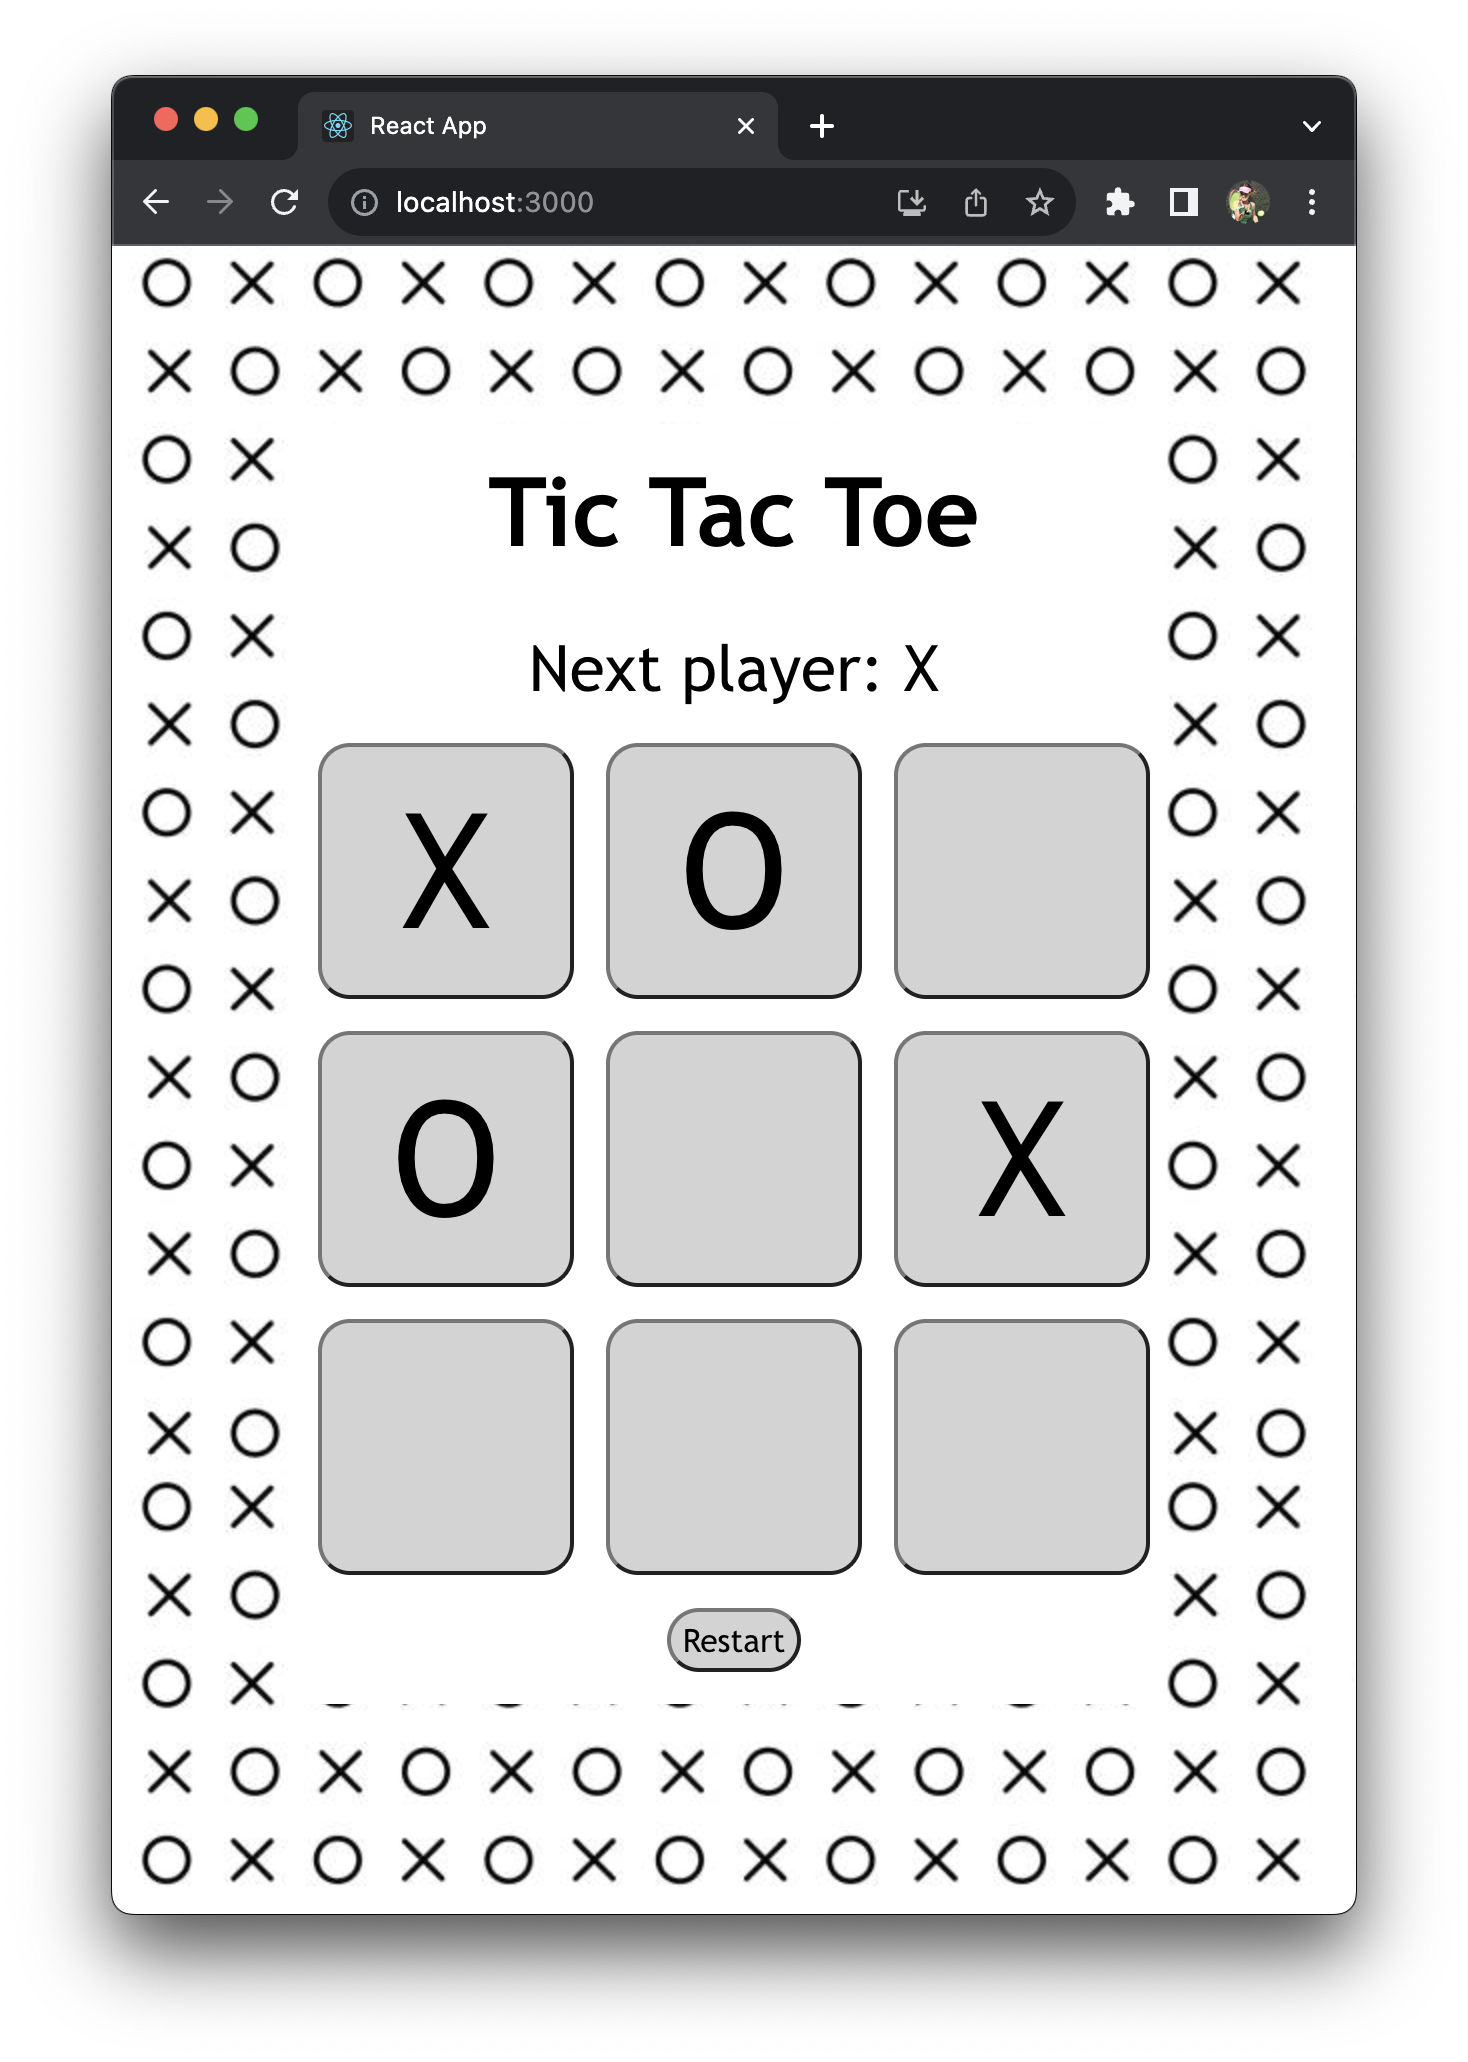 React App
localhost:3000
Tic Tac Toe
Next player: X
X O
O X
Restart